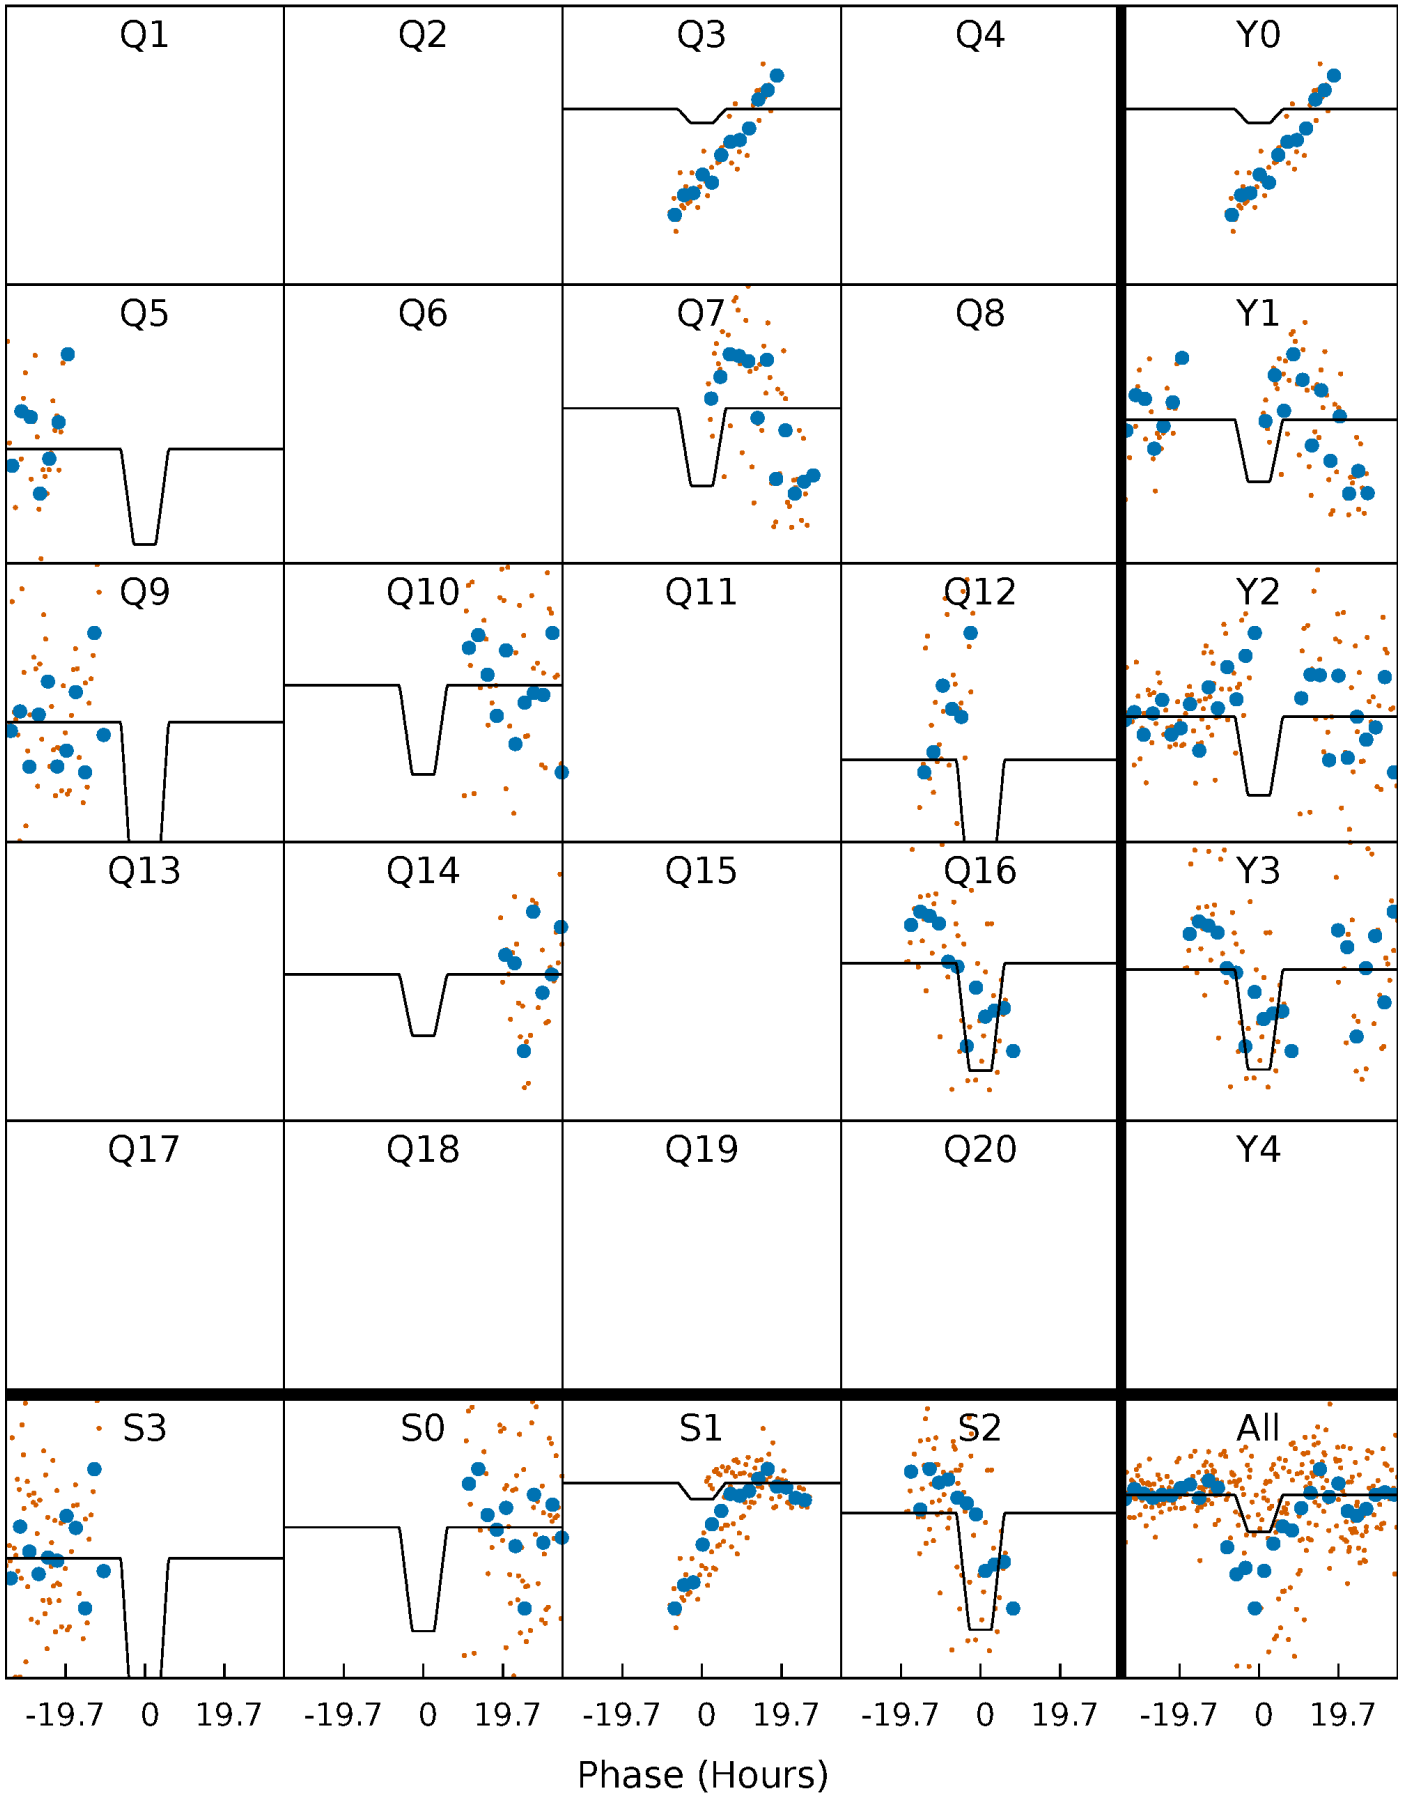 Q1 Q2 Q3 Q4 Y0
Q5 Q6 Q7 Q8 Y1
Q9 Q10 Q11 Q12 Y2
Q13 Q14 Q15 Q16 Y3
Q17 Q18 Q19 Q20 Y4
S3 S0 S1 S2 All
-19.7 0 19.7 -19.7 0 19.7 -19.7 0 19.7 -19.7 0 19.7 -19.7 0 19.7
Phase (Hours)